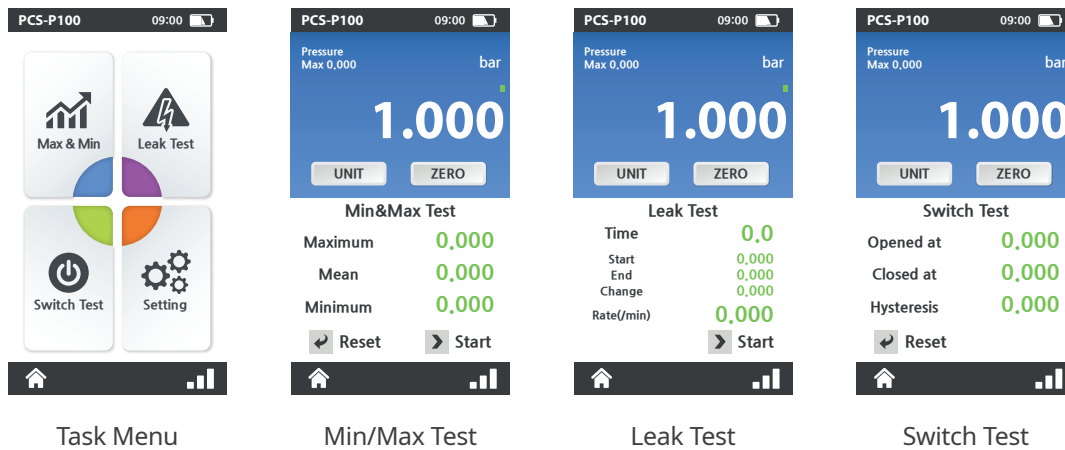 PCS-P100 09:00
Max & Min Leak Test
Switch Test Setting
Task Menu
PCS-P100 09:00
Pressure
Max 0.000 bar
1.000
UNIT ZERO
Min&Max Test
Maximum 0.000
Mean 0.000
Minimum 0.000
Reset Start
Min/Max Test
PCS-P100 09:00
Pressure
Max 0.000 bar
1.000
UNIT ZERO
Leak Test
Time 0.0
Start 0.000
End 0.000
Change 0.000
Rate(/min) 0.000
Start
Leak Test
PCS-P100 09:00
Pressure
Max 0.000 bar
1.000
UNIT ZERO
Switch Test
Opened at 0.000
Closed at 0.000
Hysteresis 0.000
Reset
Switch Test